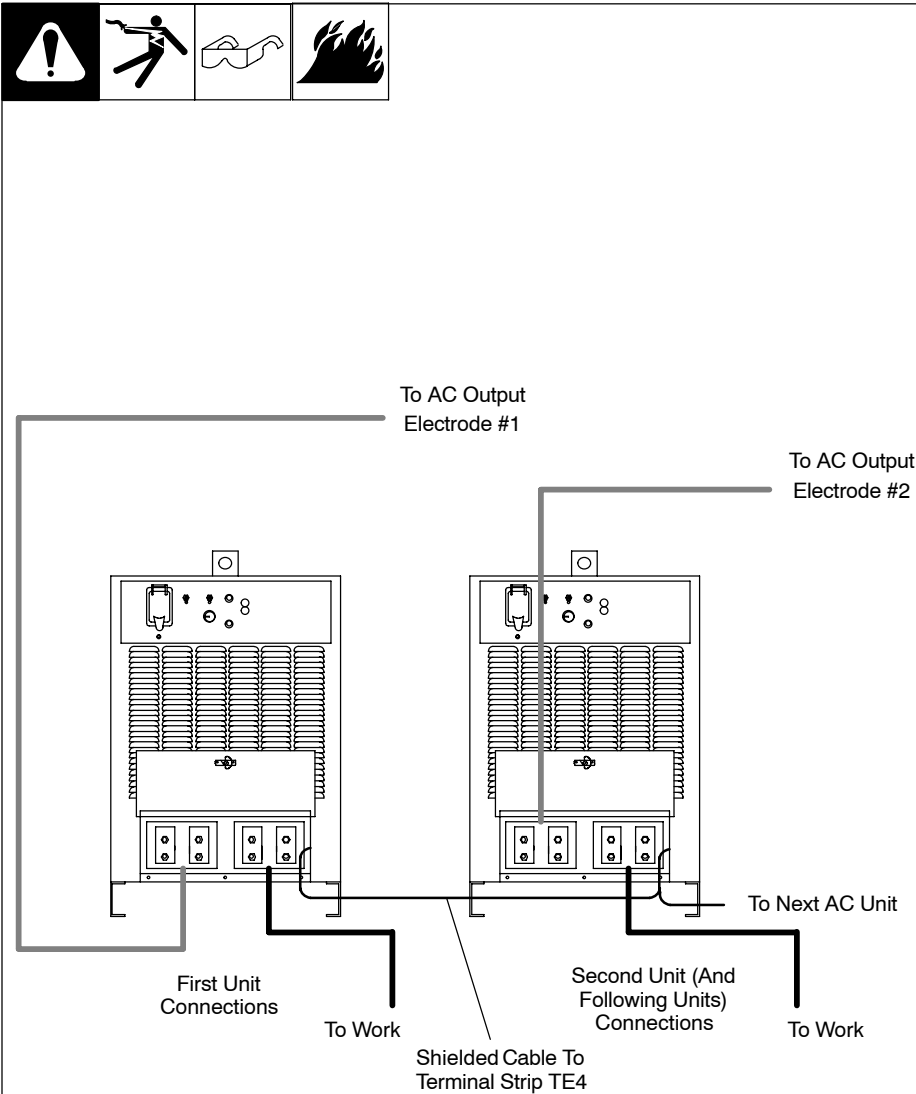 To AC Output
Electrode #1
To AC Output
Electrode #2
To Next AC Unit
First Unit
Connections
To Work
Second Unit (And
Following Units)
Connections
To Work
Shielded Cable To
Terminal Strip TE4